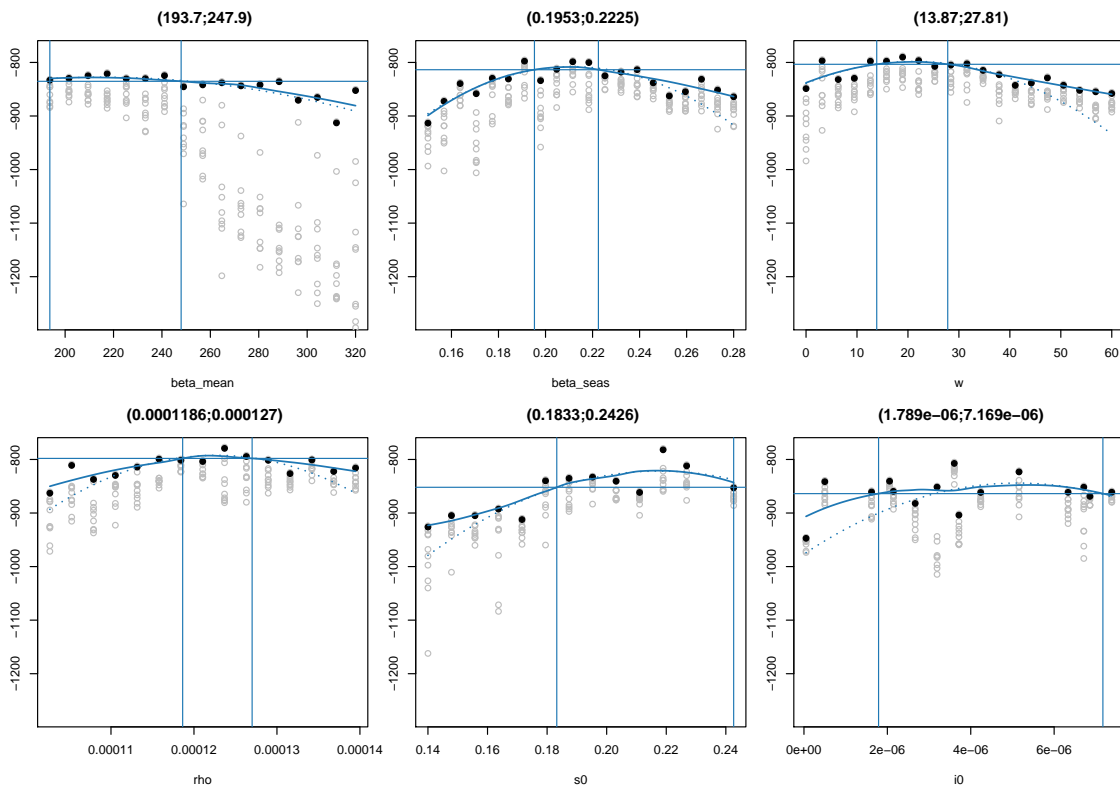 (193.7;247.9)
(0.1953;0.2225)
(13.87;27.81)
−800
−900
−1000
−1100
−1200
200 220 240 260 280 300 320
beta_mean
−800
−900
−1000
−1100
−1200
0.16 0.18 0.20 0.22 0.24 0.26 0.28
beta_seas
−800
−900
−1000
−1100
−1200
0 10 20 30 40 50 60
w
(0.0001186;0.000127)
(0.1833;0.2426)
(1.789e−06;7.169e−06)
−800
−900
−1000
−1100
−1200
0.00011 0.00012 0.00013 0.00014
rho
−800
−900
−1000
−1100
−1200
0.14 0.16 0.18 0.20 0.22 0.24
s0
−800
−900
−1000
−1100
−1200
0e+00 2e−06 4e−06 6e−06
i0